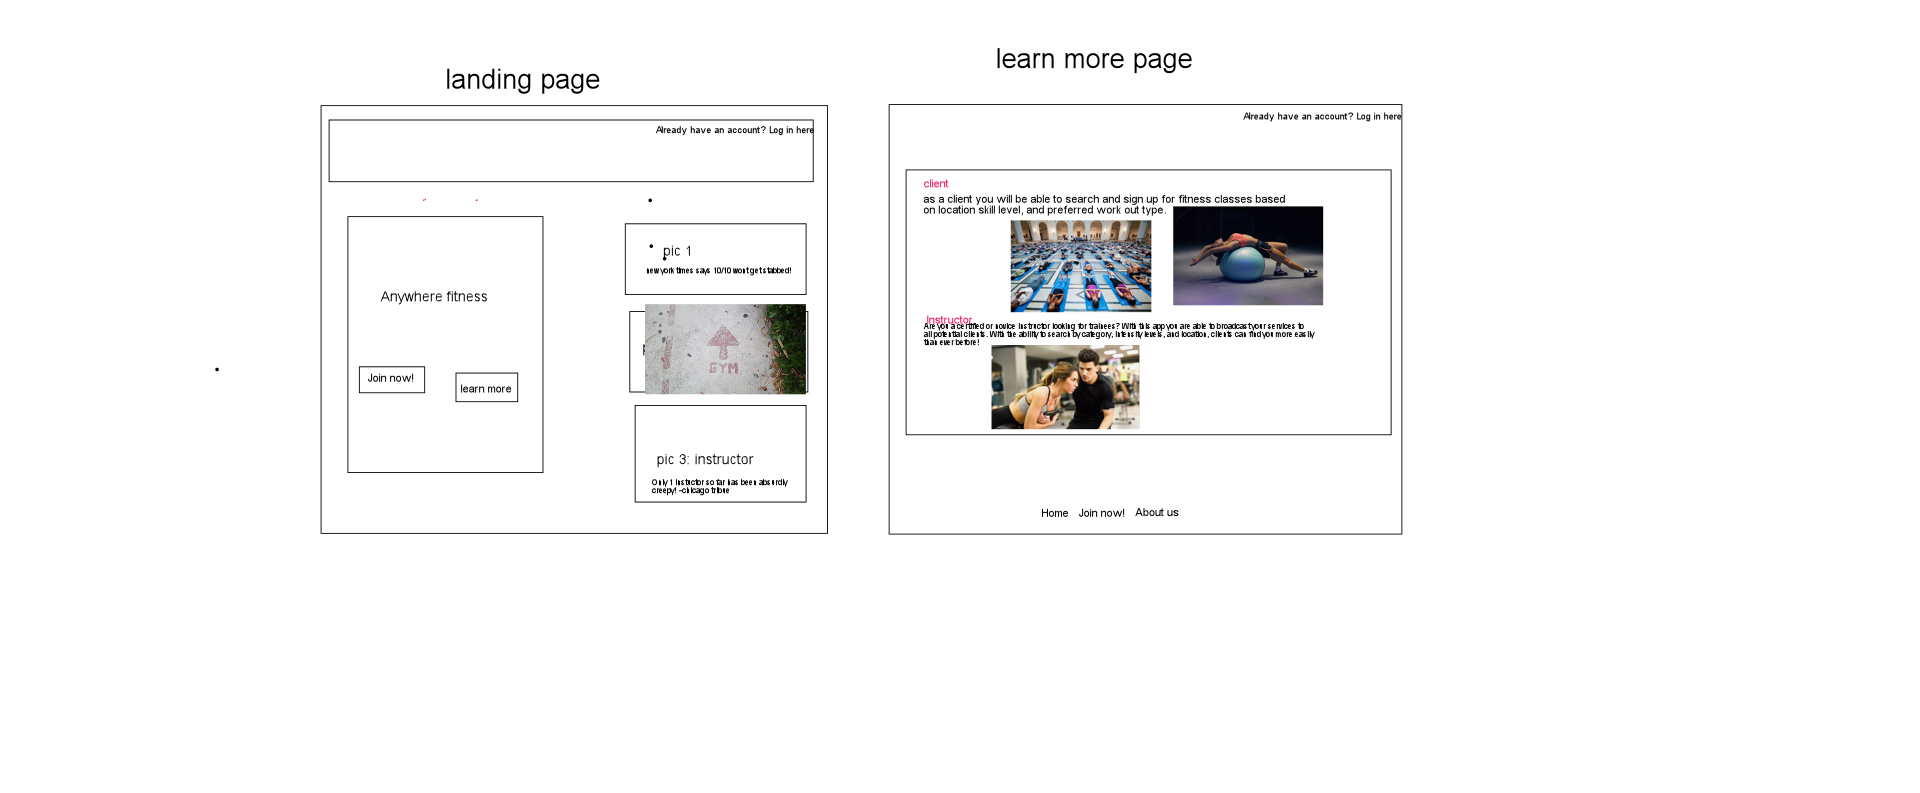 landing page
Already have an account? Log in here
Anywhere fitness
Join now!
learn more
pic 1
new york times says 10/10 wont get stabbed!
GYM
pic 3: instructor
Only 1 instuctor so far has been absurdly
creepy! -chicago tribue
learn more page
Already have an account? Log in here
client
as a client you will be able to search and sign up for fitness classes based
on location skill level, and preferred work out type.
Instructor
Are you a certified or novice instructor looking for trainees? With this app you are able to broadcast your services to
all potential clients. With the ability to search by category, intensity levels, and location, clients can find you more easily
than ever before!
Home
Join now!
About us